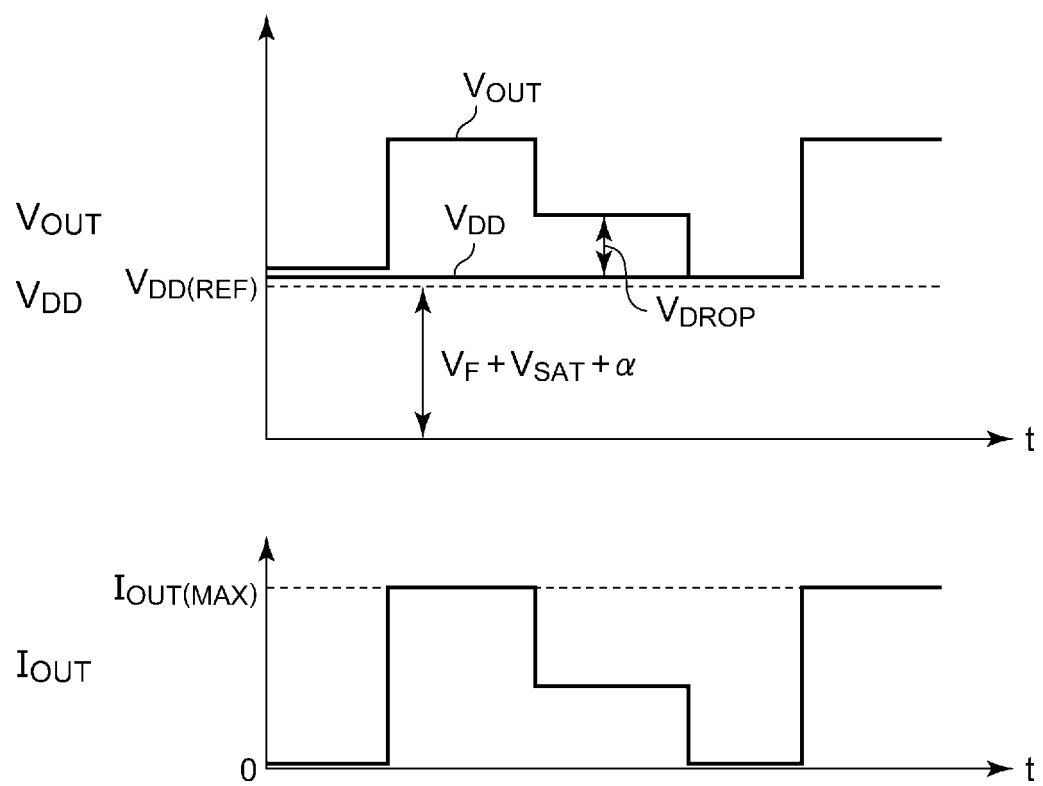 VOUT
VOUT
VDD
VDD
VDD(REF)
VDROP
VF + VSAT + α
t
IOUT(MAX)
IOUT
0
t